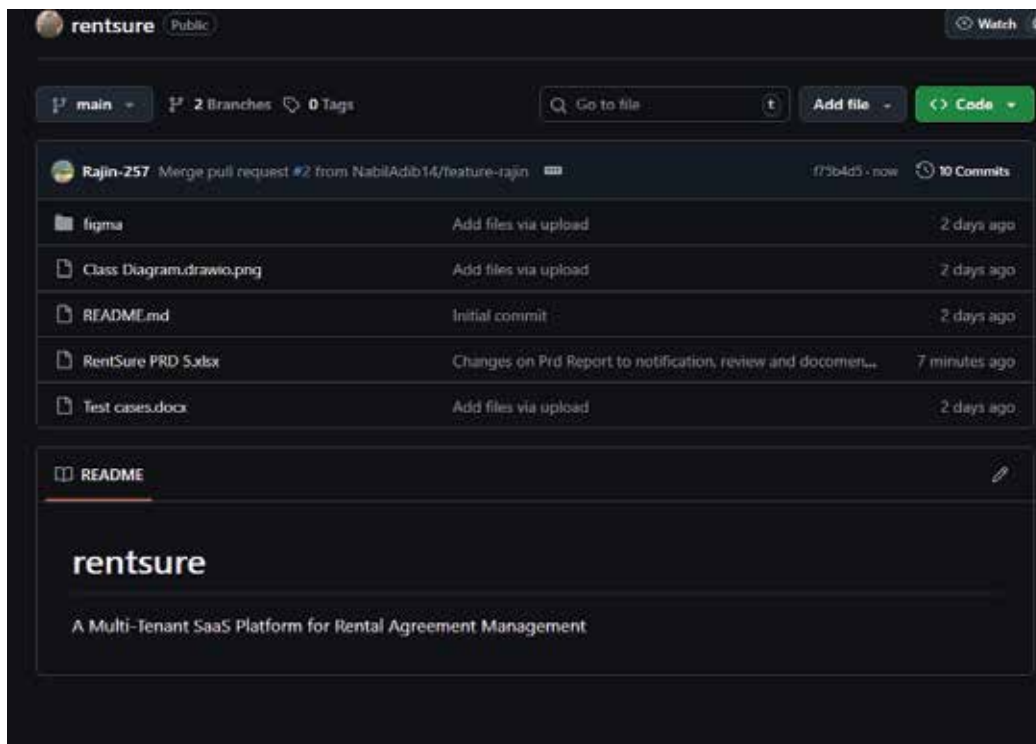 rentsure Public Watch
main 2 Branches 0 Tags Go to file t Add file Code
Rajin-257 Merge pull request #2 from NabilAdib14/feature-rajin f75b4d5 · now 10 Commits
figma Add files via upload 2 days ago
Class Diagram.drawio.png Add files via upload 2 days ago
README.md Initial commit 2 days ago
RentSure PRD 5.xlsx Changes on Prd Report to notification, review and docomen... 7 minutes ago
Test cases.docx Add files via upload 2 days ago
README
rentsure
A Multi-Tenant SaaS Platform for Rental Agreement Management